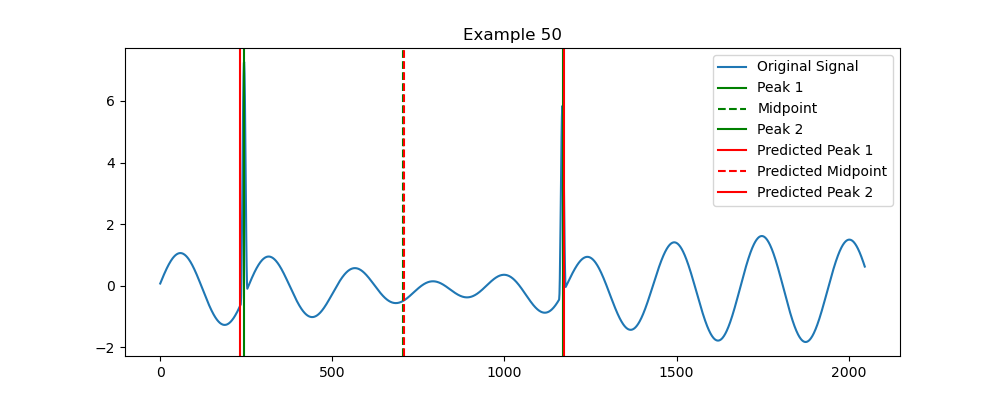 Example 50
Original Signal
Peak 1
Midpoint
Peak 2
Predicted Peak 1
Predicted Midpoint
Predicted Peak 2
6
4
2
0
−2
0 500 1000 1500 2000